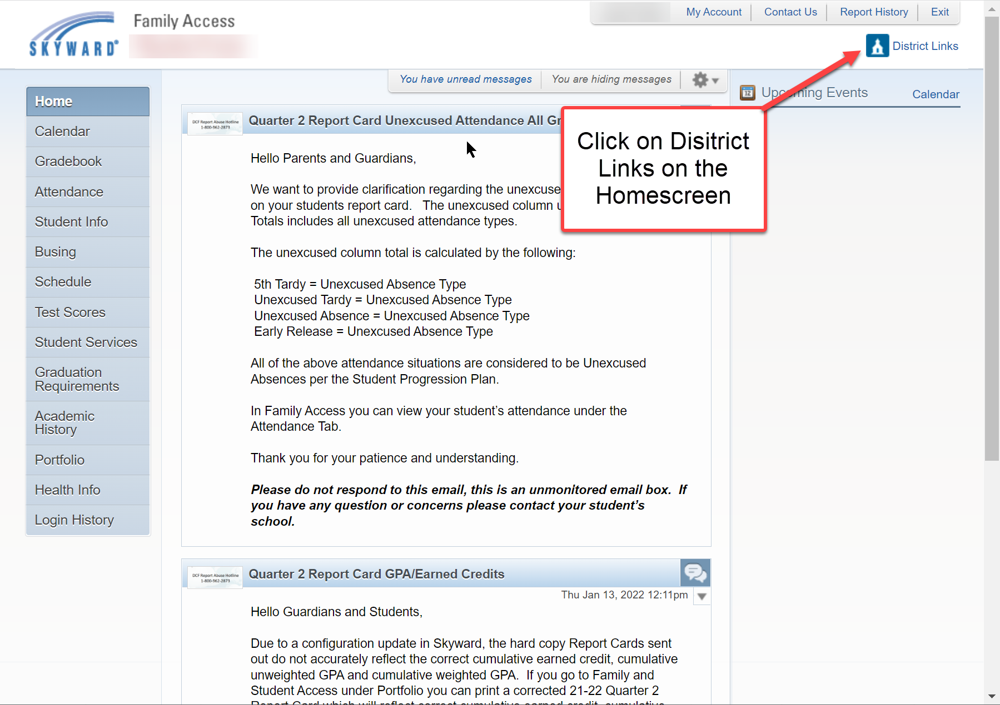 SKYWARD®
Family Access
My Account
Contact Us
Report History
Exit
District Links
You have unread messages
You are hiding messages
12
Upcoming Events
Calendar
Home
Calendar
Gradebook
Attendance
Student Info
Busing
Schedule
Test Scores
Student Services
Graduation
Requirements
Academic
History
Portfolio
Health Info
Login History
DCF Report Abuse Hotline
1-800-962-2873
Quarter 2 Report Card Unexcused Attendance All
Hello Parents and Guardians,
We want to provide clarification regarding the
on your students report card.   The unexcused column
Totals includes all unexcused attendance types.
The unexcused column total is calculated by the following:
5th Tardy = Unexcused Absence Type
Unexcused Tardy = Unexcused Absence Type
Unexcused Absence = Unexcused Absence Type
Early Release = Unexcused Absence Type
All of the above attendance situations are considered to be Unexcused
Absences per the Student Progression Plan.
In Family Access you can view your student’s attendance under the
Attendance Tab.
Thank you for your patience and understanding.
Please do not respond to this email, this is an unmonitored email box.  If
you have any question or concerns please contact your student’s
school.
Click on Disitrict
Links on the
Homescreen
DCF Report Abuse Hotline
1-800-962-2873
Quarter 2 Report Card GPA/Earned Credits
Thu Jan 13, 2022 12:11pm
Hello Guardians and Students,
Due to a configuration update in Skyward, the hard copy Report Cards sent
out do not accurately reflect the correct cumulative earned credit, cumulative
unweighted GPA and cumulative weighted GPA.  If you go to Family and
Student Access under Portfolio you can print a corrected 21-22 Quarter 2
Report Card which will reflect correct cumulative earned credit, cumulative